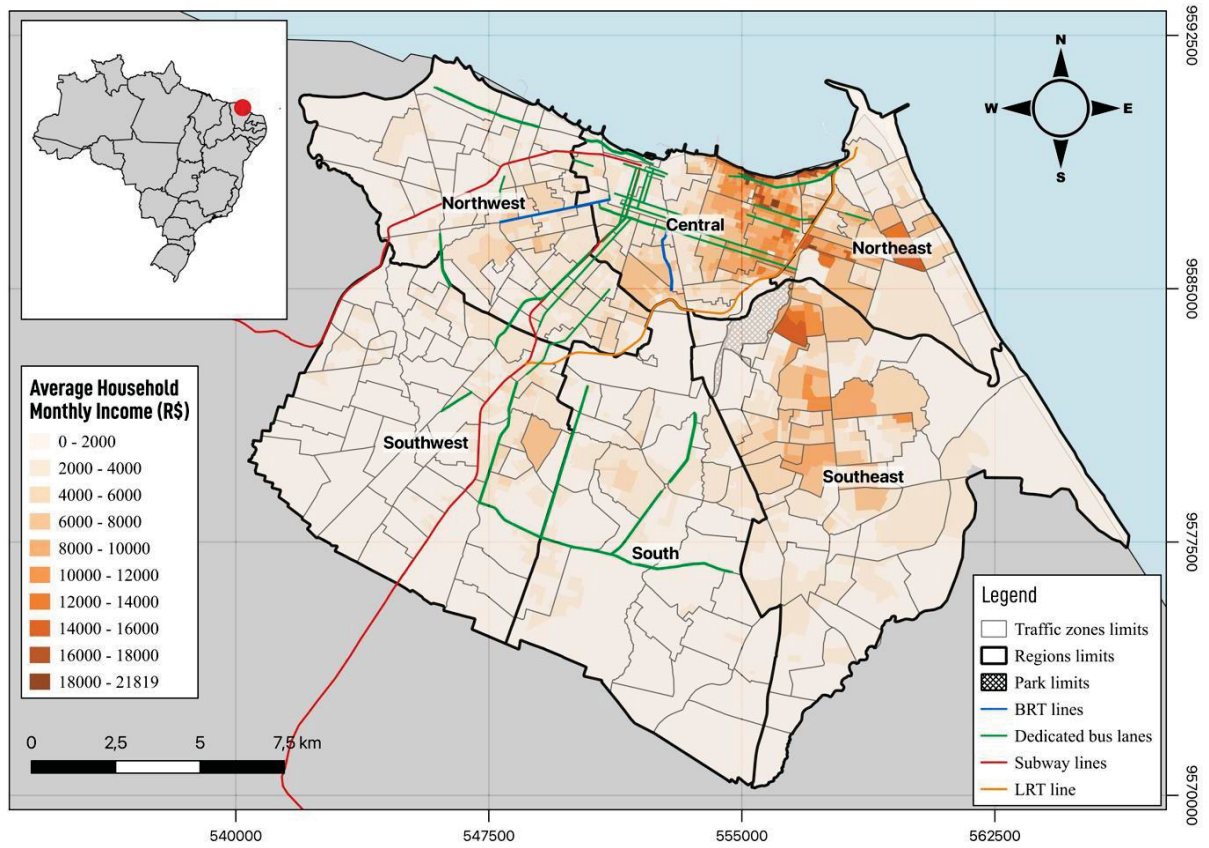 N
W
E
S
Northwest
Central
Northeast
Southwest
Southeast
South
Average Household
Monthly Income (R$)
0 - 2000
2000 - 4000
4000 - 6000
6000 - 8000
8000 - 10000
10000 - 12000
12000 - 14000
14000 - 16000
16000 - 18000
18000 - 21819
0
2,5
5
7,5 km
Legend
Traffic zones limits
Regions limits
Park limits
BRT lines
Dedicated bus lanes
Subway lines
LRT line
9592500
9585000
9577500
9570000
540000
547500
555000
562500